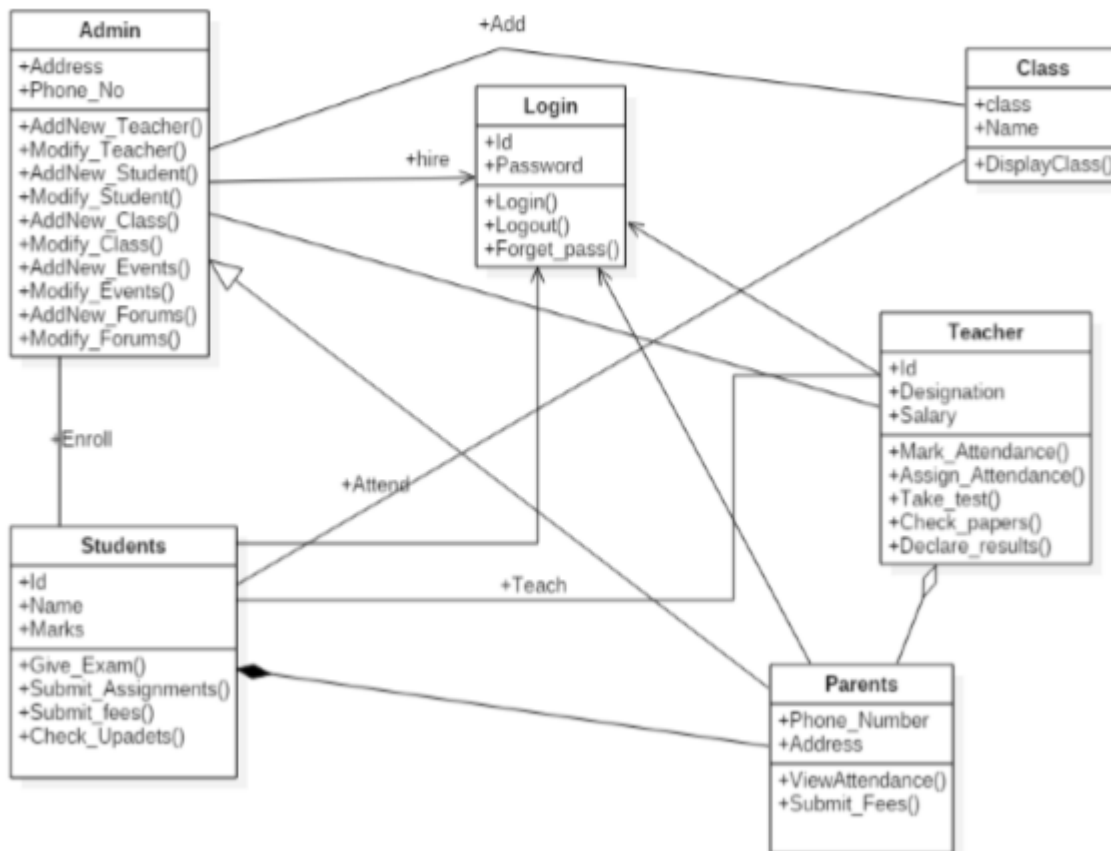 Admin
+Address
+Phone_No
+AddNew_Teacher()
+Modify_Teacher()
+AddNew_Student()
+Modify_Student()
+AddNew_Class()
+Modify_Class()
+AddNew_Events()
+Modify_Events()
+AddNew_Forums()
+Modify_Forums()
+Add
+hire
Login
+Id
+Password
+Login()
+Logout()
+Forget_pass()
Class
+class
+Name
+DisplayClass()
Teacher
+Id
+Designation
+Salary
+Mark_Attendance()
+Assign_Attendance()
+Take_test()
+Check_papers()
+Declare_results()
+Enroll
+Attend
+Teach
Students
+Id
+Name
+Marks
+Give_Exam()
+Submit_Assignments()
+Submit_fees()
+Check_Upadets()
Parents
+Phone_Number
+Address
+ViewAttendance()
+Submit_Fees()